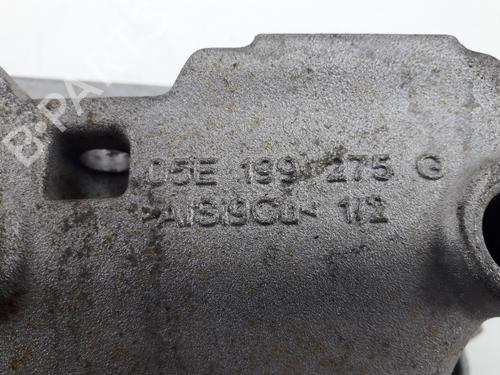 B-PARTS
05E 199 275 G
>AlSi9Cu< 1/2